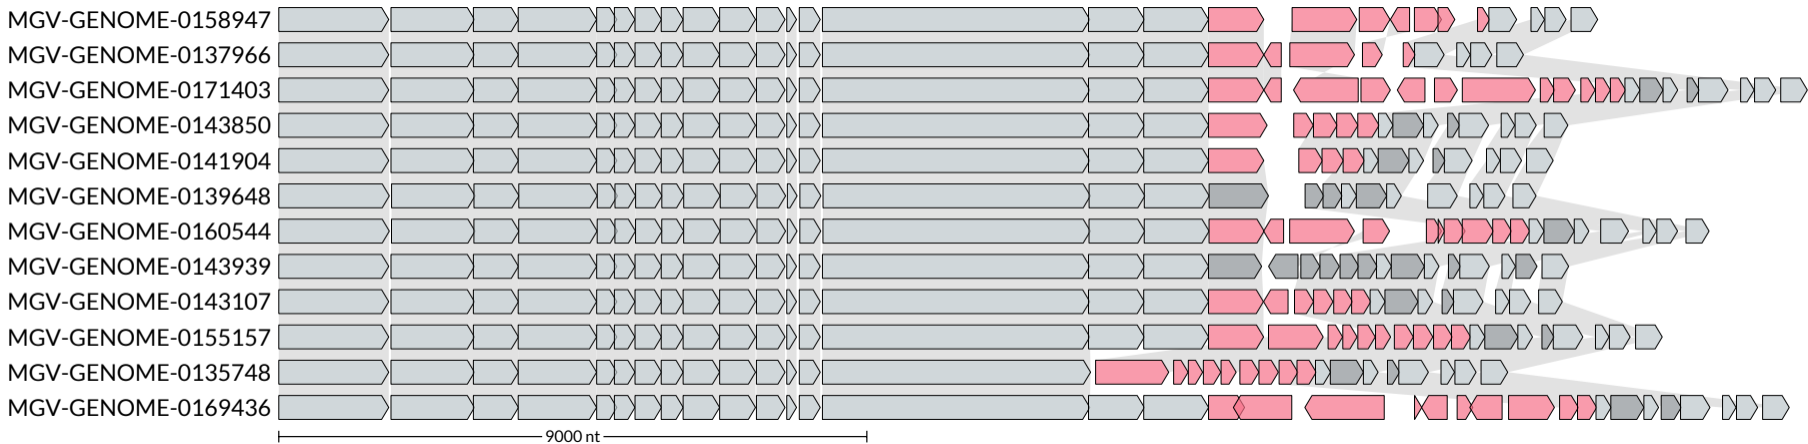 MGV-GENOME-0158947
MGV-GENOME-0137966
MGV-GENOME-0171403
MGV-GENOME-0143850
MGV-GENOME-0141904
MGV-GENOME-0139648
MGV-GENOME-0160544
MGV-GENOME-0143939
MGV-GENOME-0143107
MGV-GENOME-0155157
MGV-GENOME-0135748
MGV-GENOME-0169436
9000 nt